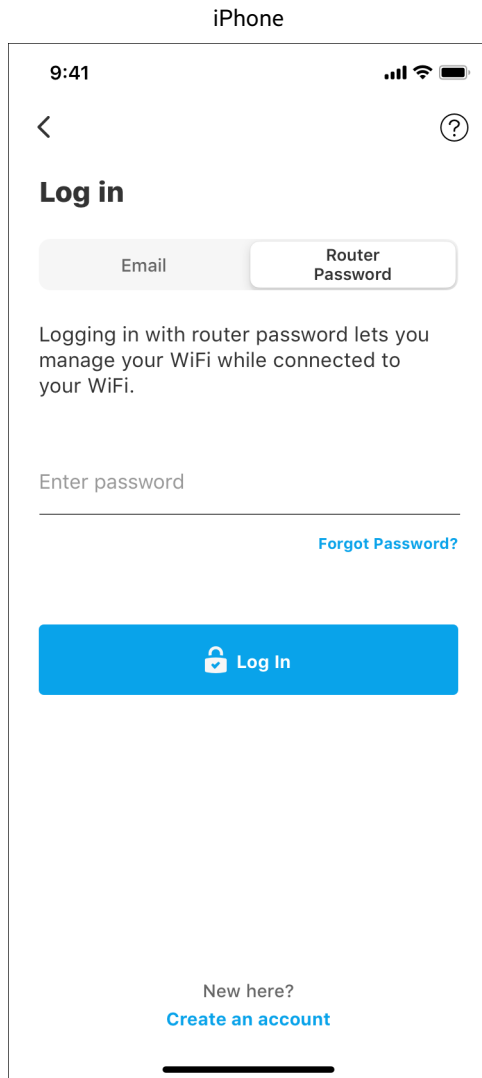 iPhone
9:41
?
Log in
Email
Router
Password
Logging in with router password lets you
manage your WiFi while connected to
your WiFi.
Enter password
Forgot Password?
Log In
New here?
Create an account